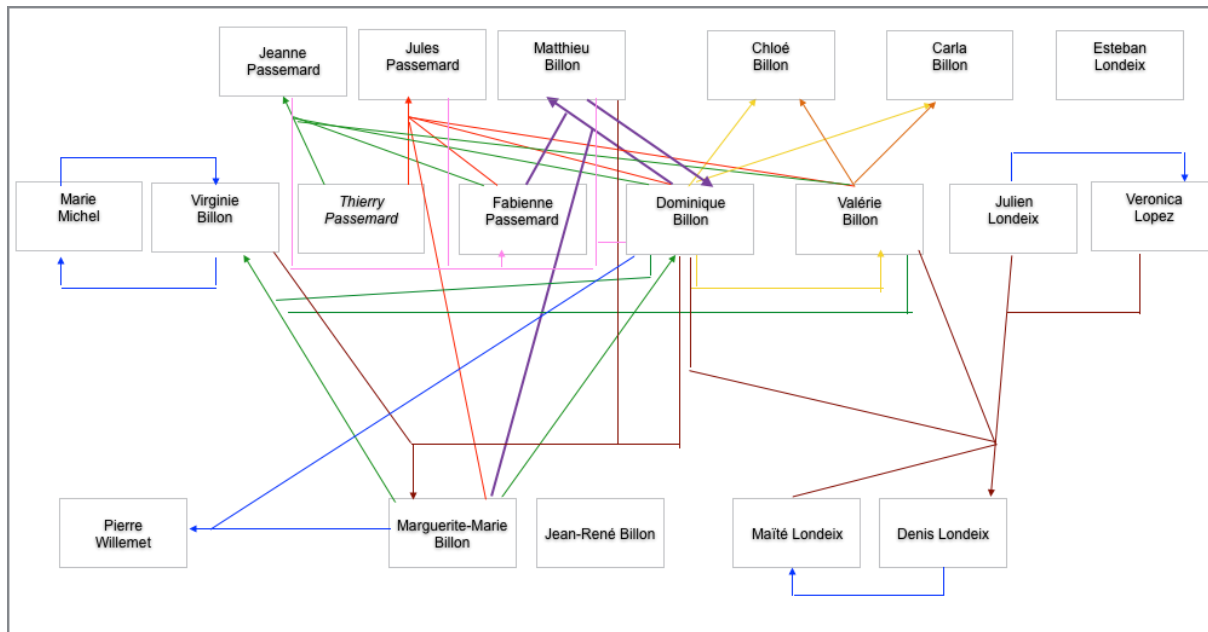 Jeanne
Passemard
Jules
Passemard
Matthieu
Billon
Chloé
Billon
Carla
Billon
Esteban
Londeix
Marie
Michel
Virginie
Billon
Thierry
Passemard
Fabienne
Passemard
Dominique
Billon
Valérie
Billon
Julien
Londeix
Veronica
Lopez
Pierre
Willemet
Marguerite-Marie
Billon
Jean-René Billon
Maïté Londeix
Denis Londeix